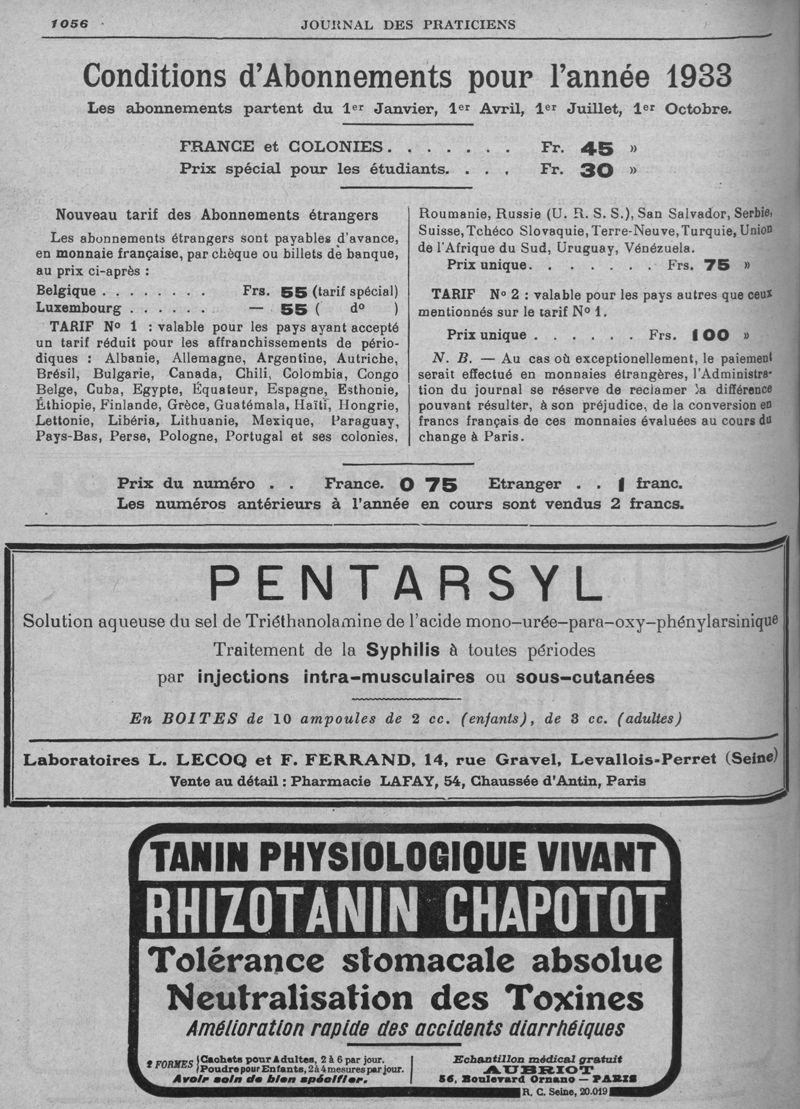 1056
JOURNAL DES PRATICIENS
Conditions d'Abonnements pour l'année 1933
Les abonnements partent du 1er Janvier, 1er Avril, 1er Juillet, 1er Octobre.
FRANCE et COLONIES. . . . . . . Fr. 45 »
Prix spécial pour les étudiants. . . . Fr. 30 »
Nouveau tarif des Abonnements étrangers
Les abonnements étrangers sont payables d'avance,
en monnaie française, par chèque ou billets de banque,
au prix ci-après :
Belgique . . . . . . . . Frs. 55 (tarif spécial)
Luxembourg . . . . . . — 55 ( do )
TARIF No 1 : valable pour les pays ayant accepté
un tarif réduit pour les affranchissements de pério-
diques : Albanie, Allemagne, Argentine, Autriche,
Brésil, Bulgarie, Canada, Chili, Colombia, Congo
Belge, Cuba, Egypte, Équateur, Espagne, Esthonie,
Éthiopie, Finlande, Grèce, Guatémala, Haïti, Hongrie,
Lettonie, Libéria, Lithuanie, Mexique, Paraguay,
Pays-Bas, Perse, Pologne, Portugal et ses colonies,
Roumanie, Russie (U. R. S. S.), San Salvador, Serbie,
Suisse, Tchéco Slovaquie, Terre-Neuve, Turquie, Union
de l'Afrique du Sud, Uruguay, Vénézuela.
Prix unique. . . . . . . . Frs. 75 »
TARIF No 2 : valable pour les pays autres que ceux
mentionnés sur le tarif No 1.
Prix unique . . . . . . Frs. 100 »
N. B. — Au cas où exceptionellement, le paiement
serait effectué en monnaies étrangères, l'Administra-
tion du journal se réserve de reclamer la différence
pouvant résulter, à son préjudice, de la conversion en
francs français de ces monnaies évaluées au cours du
change à Paris.
Prix du numéro . . France. 0 75 Etranger . . 1 franc.
Les numéros antérieurs à l'année en cours sont vendus 2 francs.
PENTARSYL
Solution aqueuse du sel de Triéthanolamine de l'acide mono-urée-para-oxy-phénylarsinique
Traitement de la Syphilis à toutes périodes
par injections intra-musculaires ou sous-cutanées
En BOITES de 10 ampoules de 2 cc. (enfants), de 3 cc. (adultes)
Laboratoires L. LECOQ et F. FERRAND, 14, rue Gravel, Levallois-Perret (Seine)
Vente au détail : Pharmacie LAFAY, 54, Chaussée d'Antin, Paris
TANIN PHYSIOLOGIQUE VIVANT
RHIZOTANIN CHAPOTOT
Tolérance stomacale absolue
Neutralisation des Toxines
Amélioration rapide des accidents diarrhéiques
2 FORMES { Cachets pour Adultes, 2 à 6 par jour.
Poudre pour Enfants, 2 à 4 mesures par jour.
Avoir soin de bien spécifier.
Echantillon médical gratuit
AUBRIOT
56, Boulevard Ornano — PARIS
R. C. Seine, 20.019